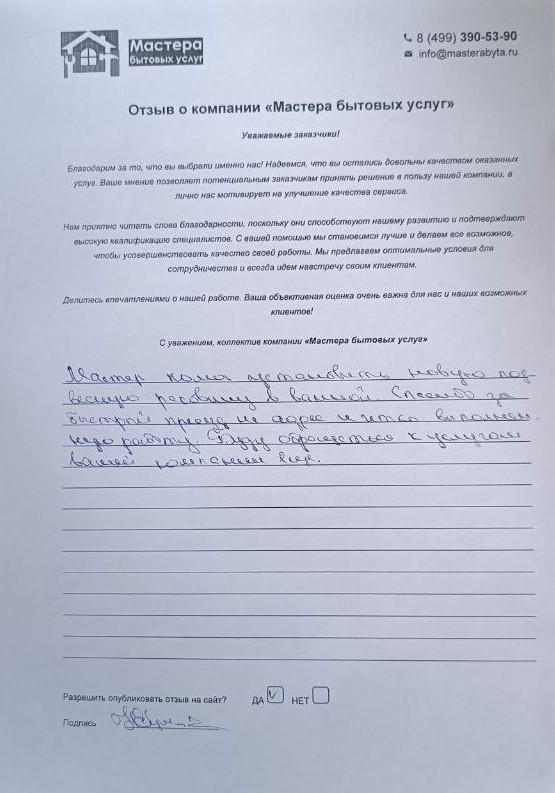 Мастера
бытовых услуг
8 (499) 390-53-90
info@masterabyta.ru
Отзыв о компании «Мастера бытовых услуг»
Уважаемые заказчики!
Благодарим за то, что вы выбрали именно нас! Надеемся, что вы остались довольны качеством оказанных
услуг. Ваше мнение позволяет потенциальным заказчикам принять решение в пользу нашей компании, а
лично нас мотивирует на улучшение качества сервиса.
Нам приятно читать слова благодарности, поскольку они способствуют нашему развитию и подтверждают
высокую квалификацию специалистов. С вашей помощью мы становимся лучше и делаем все возможное,
чтобы усовершенствовать качество своей работы. Мы предлагаем оптимальные условия для
сотрудничества и всегда идем навстречу своим клиентам.
Делитесь впечатлениями о нашей работе. Ваша объективная оценка очень важна для нас и наших возможных
клиентов!
С уважением, коллектив компании «Мастера бытовых услуг»
Мастер установить новую под-
весную раковину в ванной. Спасибо за
быстрый приезд на адрес и выполнен-
работу. Буду обращаться к услугам
вашей компании еще.
Разрешить опубликовать отзыв на сайт? ДА НЕТ
Подпись